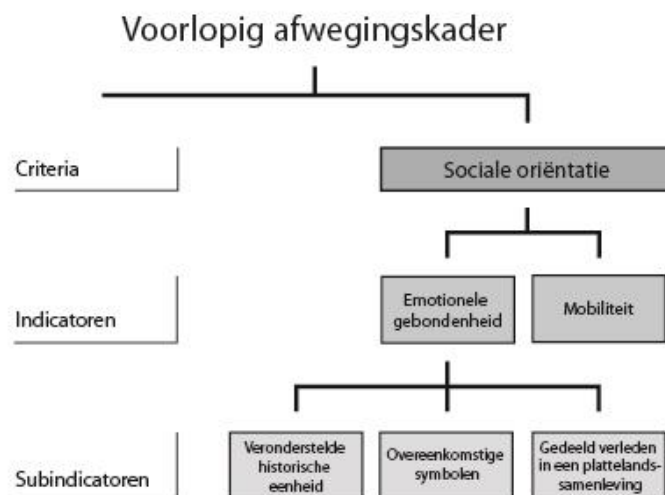 Voorlopig afwegingskader
Criteria
Sociale oriëntatie
Indicatoren
Emotionele
gebondenheid
Mobiliteit
Subindicatoren
Veronderstelde
historische
eenheid
Overeenkomstige
symbolen
Gedeeld verleden
in een plattelands-
samenleving